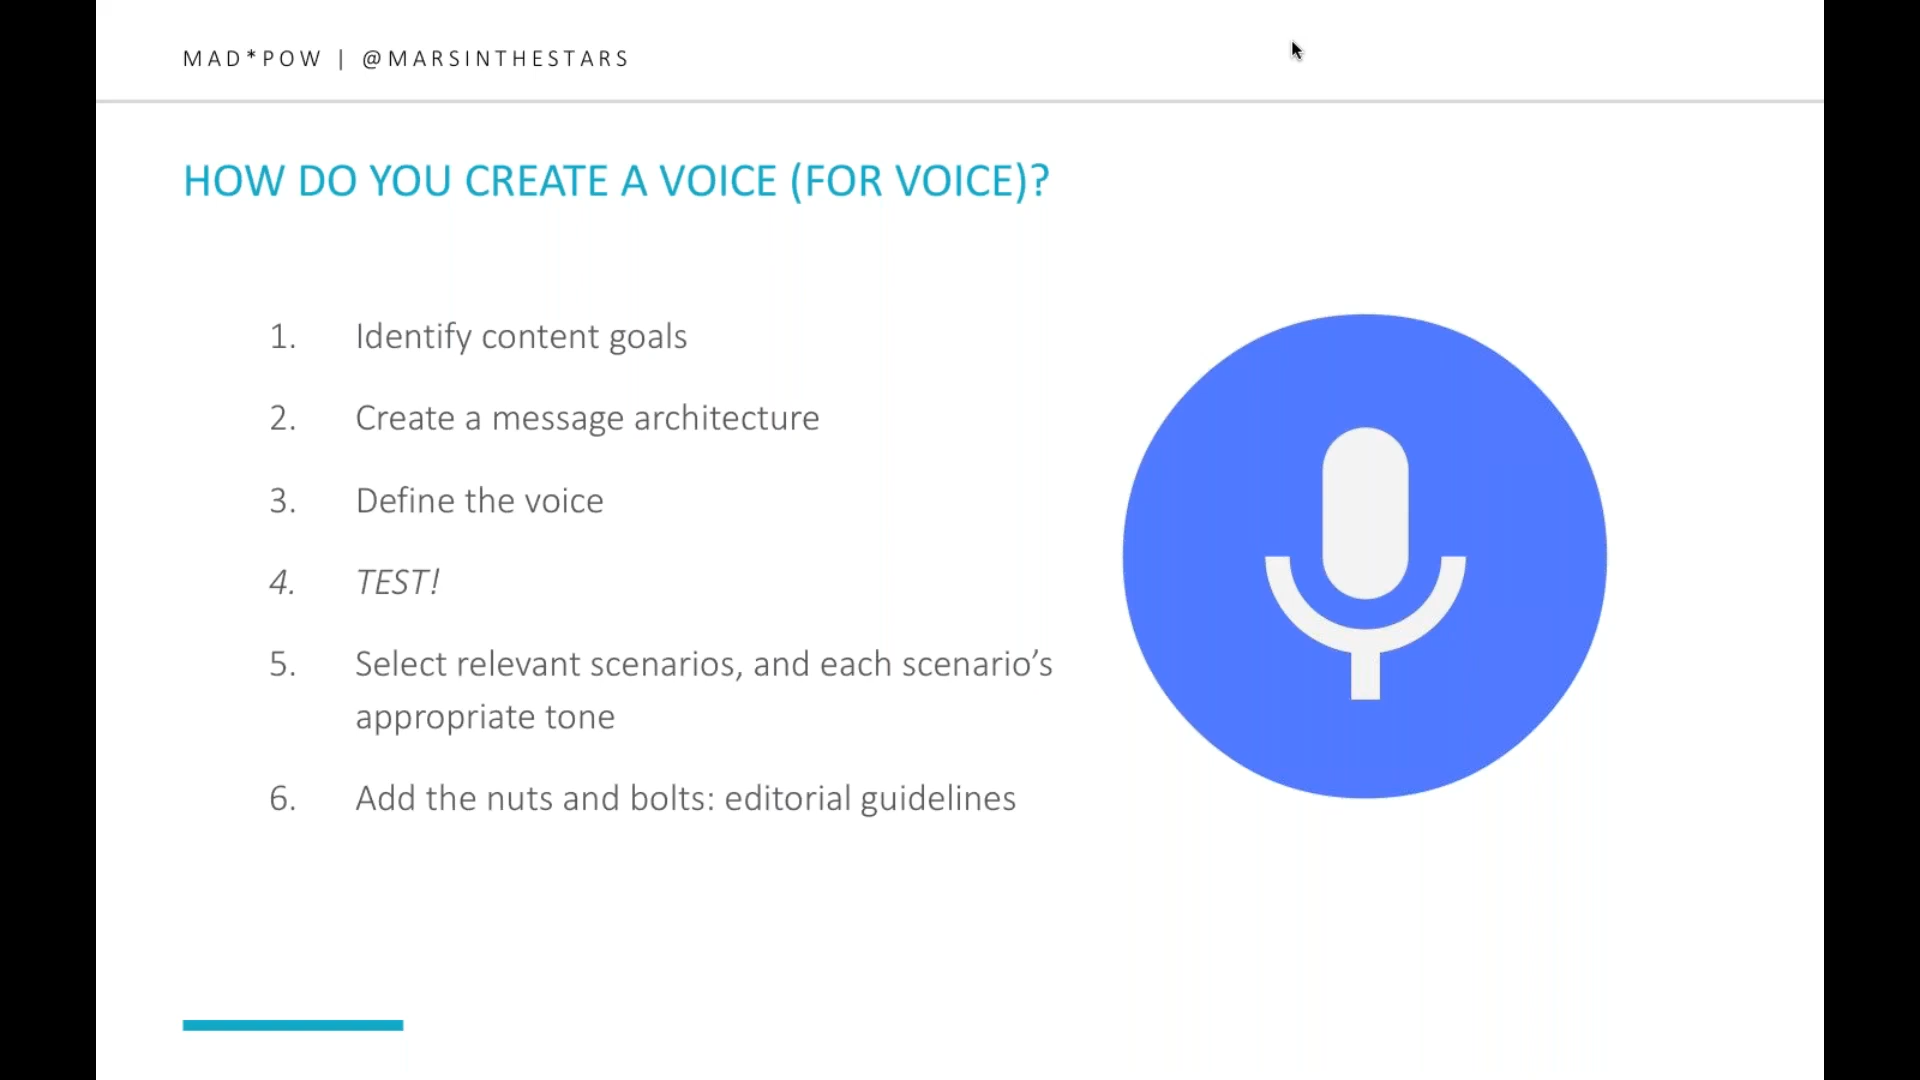 MAD*POW | @MARSINTHESTARS
HOW DO YOU CREATE A VOICE (FOR VOICE)?
1. Identify content goals
2. Create a message architecture
3. Define the voice
4. TEST!
5. Select relevant scenarios, and each scenario’s
appropriate tone
6. Add the nuts and bolts: editorial guidelines